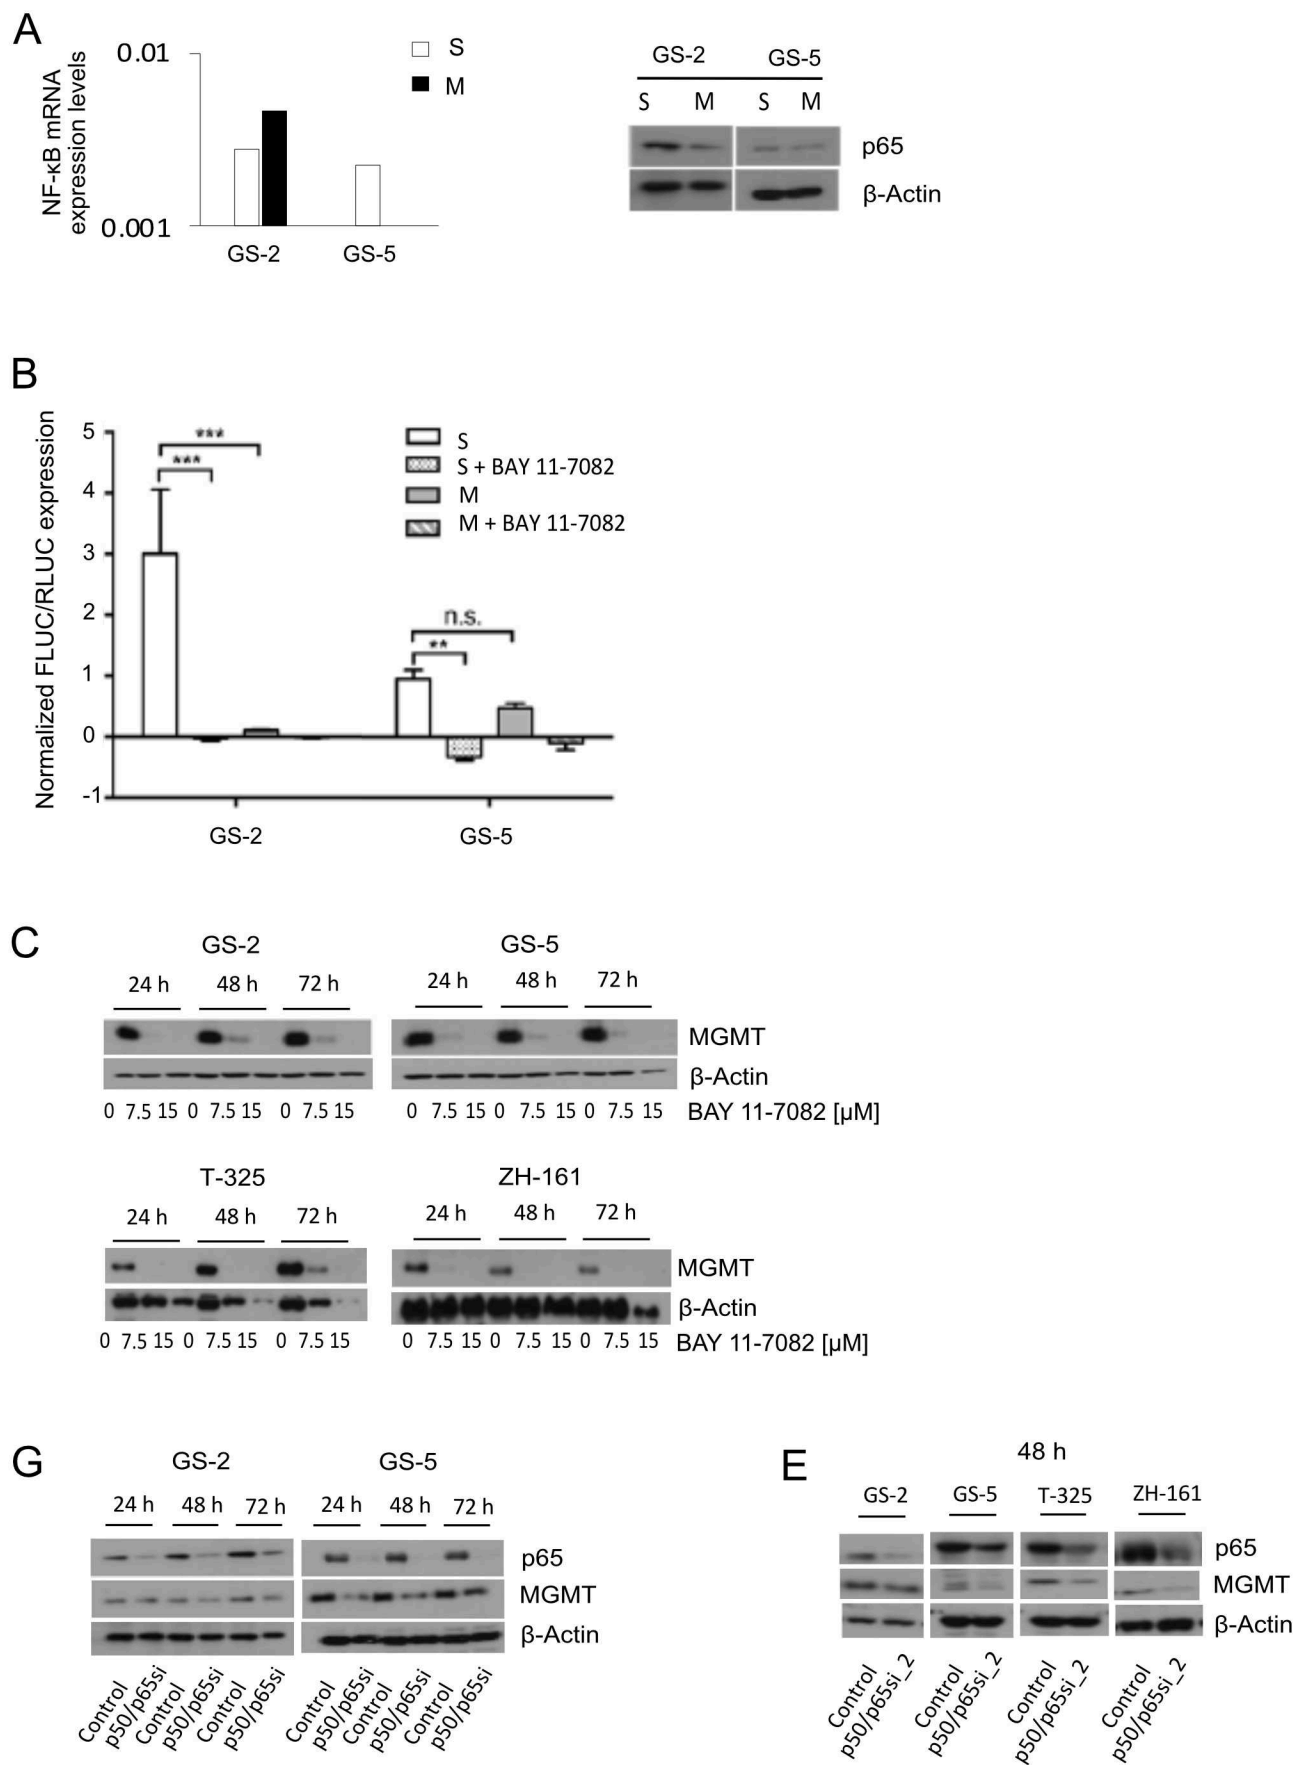 A
NF-κB mRNA
expression levels
0.01
0.001
S
M
GS-2 GS-5
GS-2 GS-5
S M S M
p65
β-Actin
B
Normalized FLUC/RLUC expression
5
4
3
2
1
0
-1
*** 
***
n.s.
**
S
S + BAY 11-7082
M
M + BAY 11-7082
GS-2 GS-5
C
GS-2 GS-5
24 h 48 h 72 h 24 h 48 h 72 h
MGMT
β-Actin
0 7.5 15 0 7.5 15 0 7.5 15 0 7.5 15 0 7.5 15 0 7.5 15 BAY 11-7082 [µM]
T-325 ZH-161
24 h 48 h 72 h 24 h 48 h 72 h
MGMT
β-Actin
0 7.5 15 0 7.5 15 0 7.5 15 0 7.5 15 0 7.5 15 0 7.5 15 BAY 11-7082 [µM]
G
GS-2 GS-5
24 h 48 h 72 h 24 h 48 h 72 h
p65
MGMT
β-Actin
Control p50/p65si Control p50/p65si Control p50/p65si Control p50/p65si Control p50/p65si Control p50/p65si
E
48 h
GS-2 GS-5 T-325 ZH-161
p65
MGMT
β-Actin
Control p50/p65si_2 Control p50/p65si_2 Control p50/p65si_2 Control p50/p65si_2